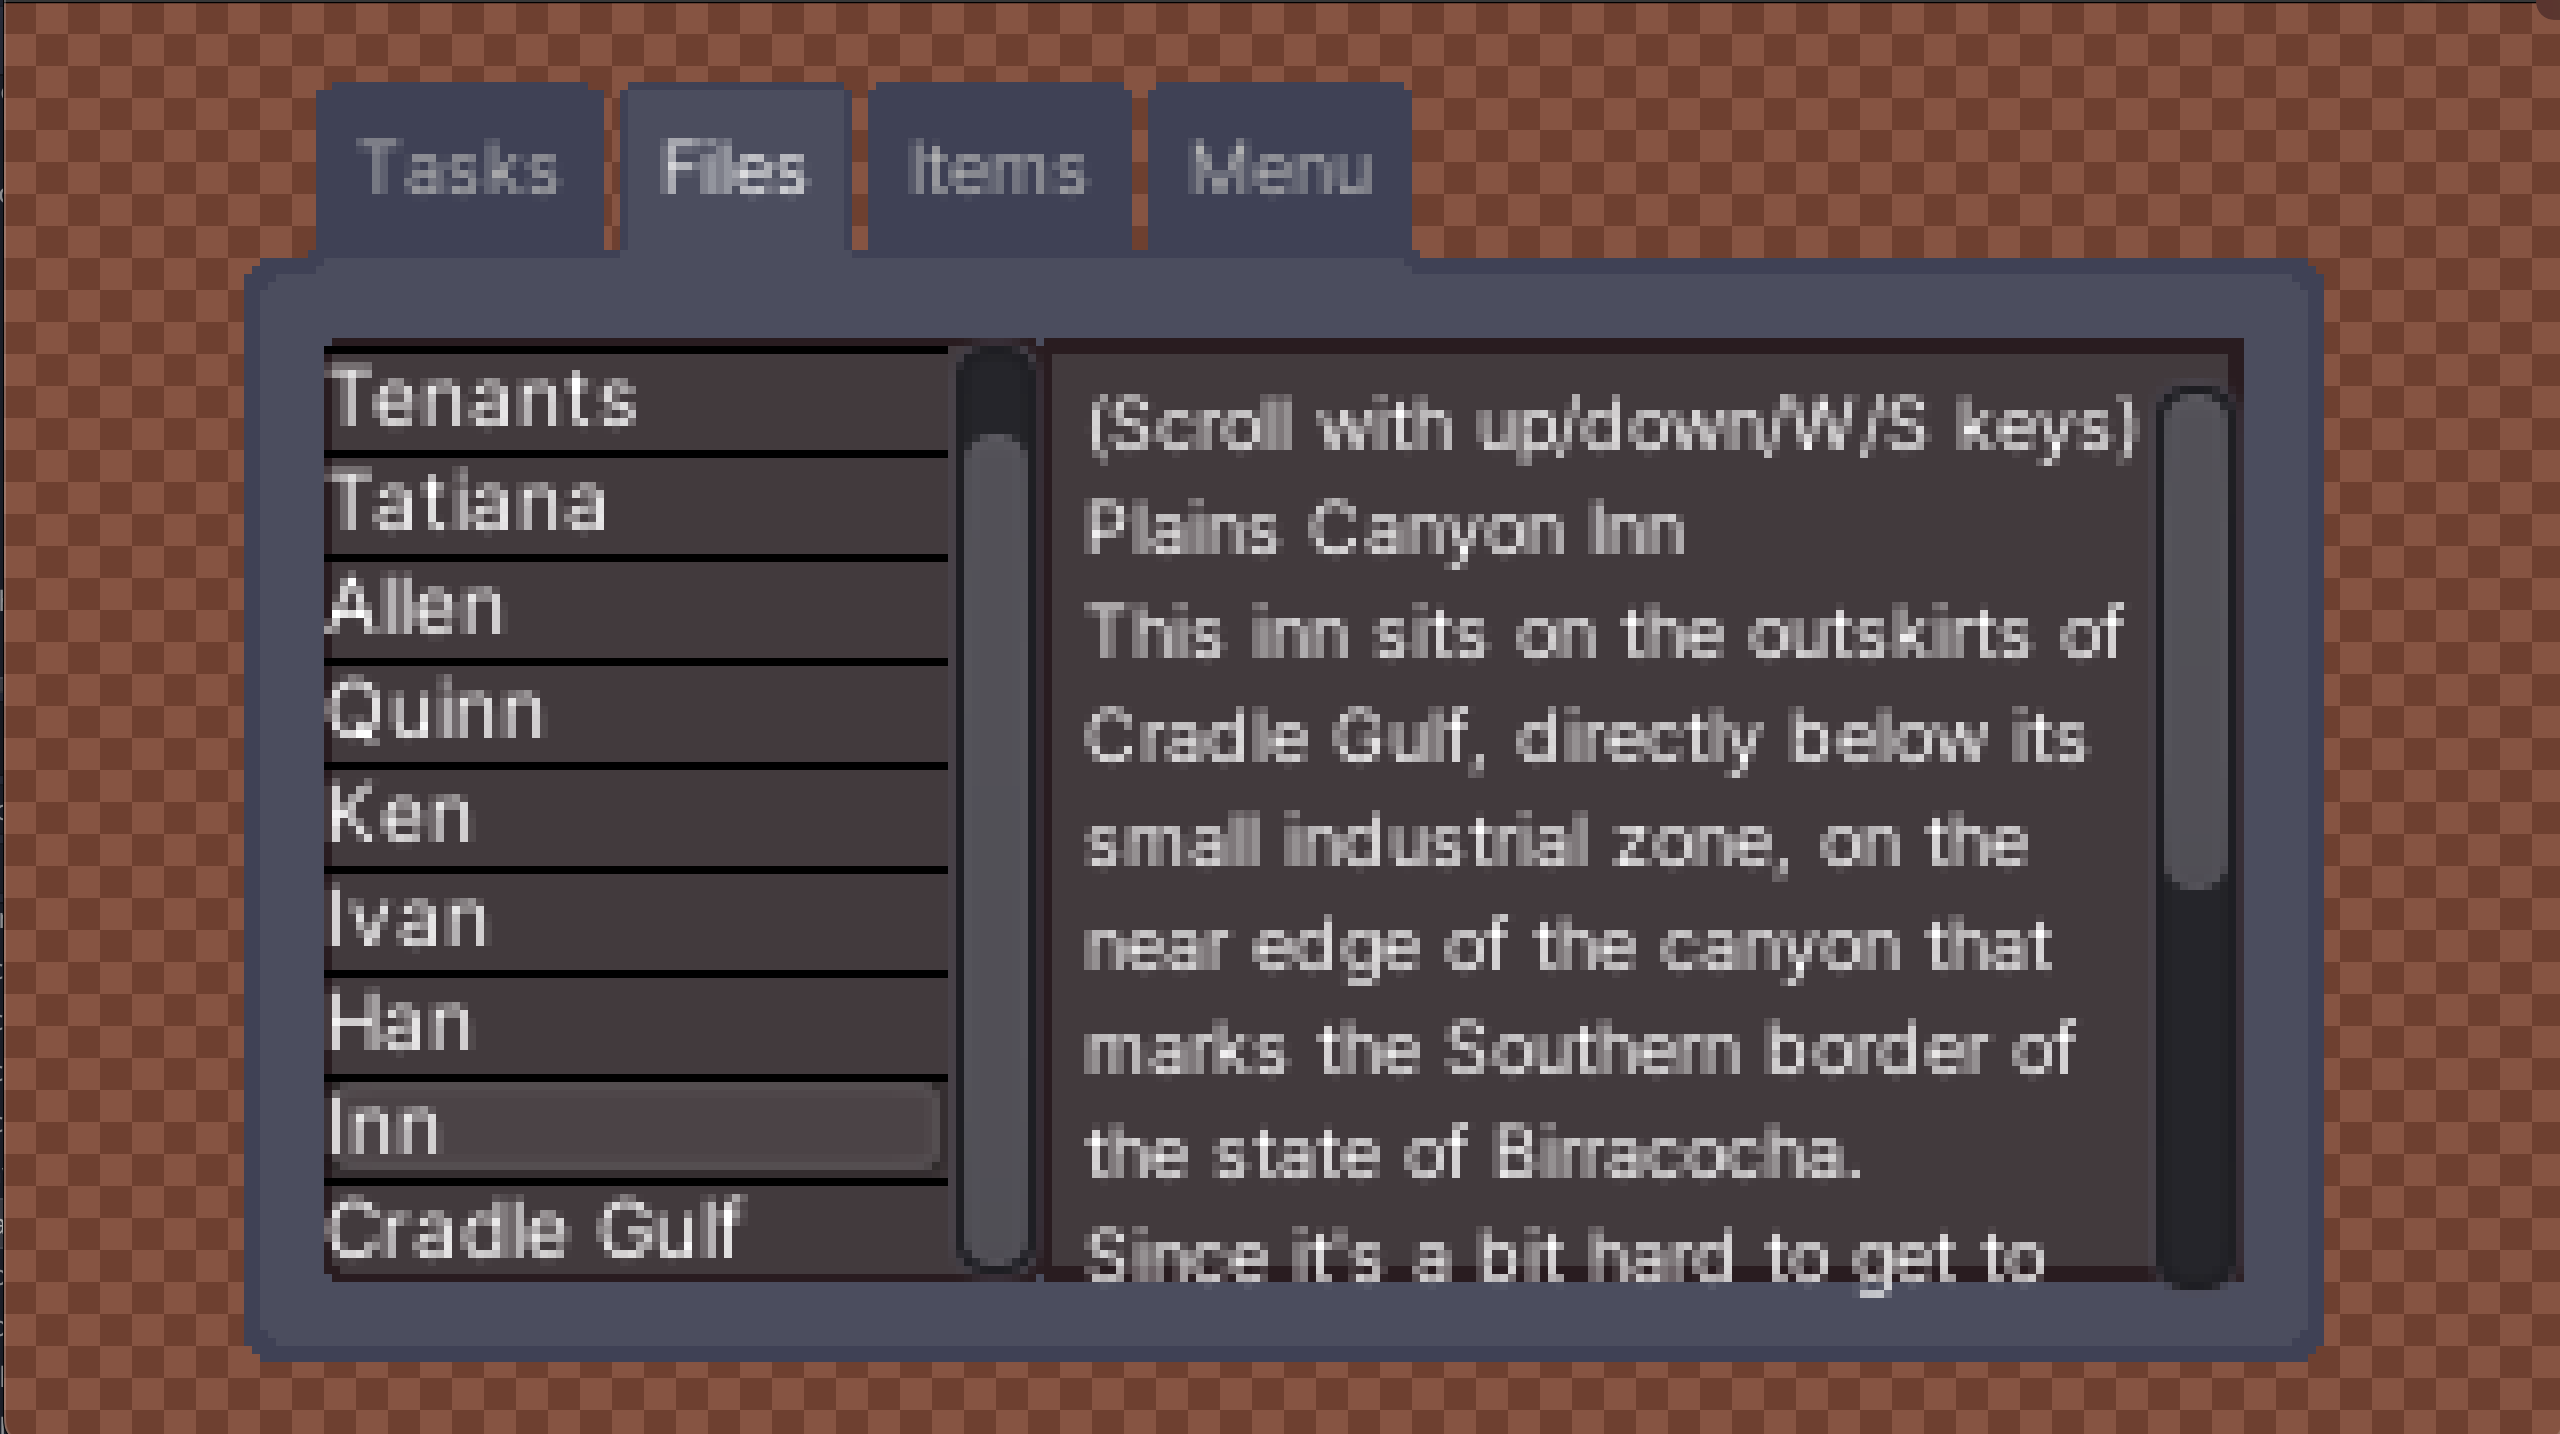 Tasks
Files
Items
Menu
Tenants
Tatiana
Allen
Quinn
Ken
Ivan
Han
Inn
Cradle Gulf
(Scroll with up/down/W/S keys)
Plains Canyon Inn
This inn sits on the outskirts of
Cradle Gulf, directly below its
small industrial zone, on the
near edge of the canyon that
marks the Southern border of
the state of Birracocha.
Since it's a bit hard to get to